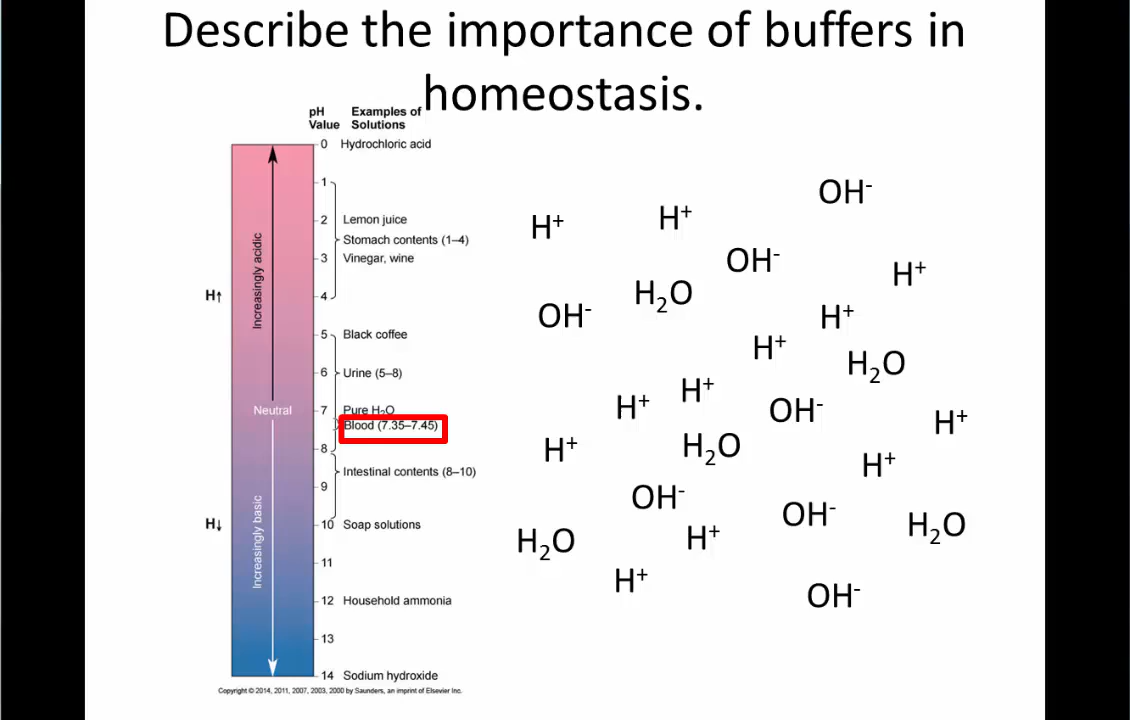 Describe the importance of buffers in
homeostasis.
pH
Value
Examples of
Solutions
0 Hydrochloric acid
1
2 Lemon juice
Stomach contents (1–4)
3 Vinegar, wine
4
5 Black coffee
6 Urine (5–8)
7 Pure H₂O
Blood (7.35–7.45)
8
Intestinal contents (8–10)
9
10 Soap solutions
11
12 Household ammonia
13
14 Sodium hydroxide
Increasingly acidic
Neutral
Increasingly basic
H↑
H↓
Copyright © 2014, 2011, 2007, 2003, 2000 by Saunders, an imprint of Elsevier Inc.
OH⁻
H⁺
H⁺
OH⁻
H⁺
H₂O
OH⁻
H⁺
H⁺
H₂O
H⁺
H⁺
OH⁻
H⁺
H⁺
H₂O
H⁺
OH⁻
OH⁻
H₂O
H₂O
H⁺
H⁺
OH⁻